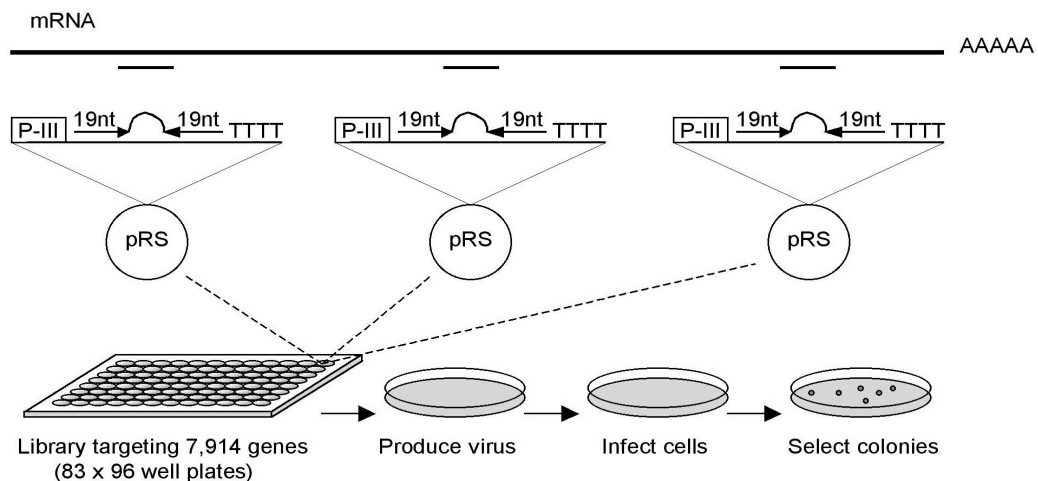 mRNA
AAAAA
P-III 19nt 19nt TTTT
P-III 19nt 19nt TTTT
P-III 19nt 19nt TTTT
pRS
pRS
pRS
Library targeting 7,914 genes
(83 x 96 well plates)
Produce virus
Infect cells
Select colonies